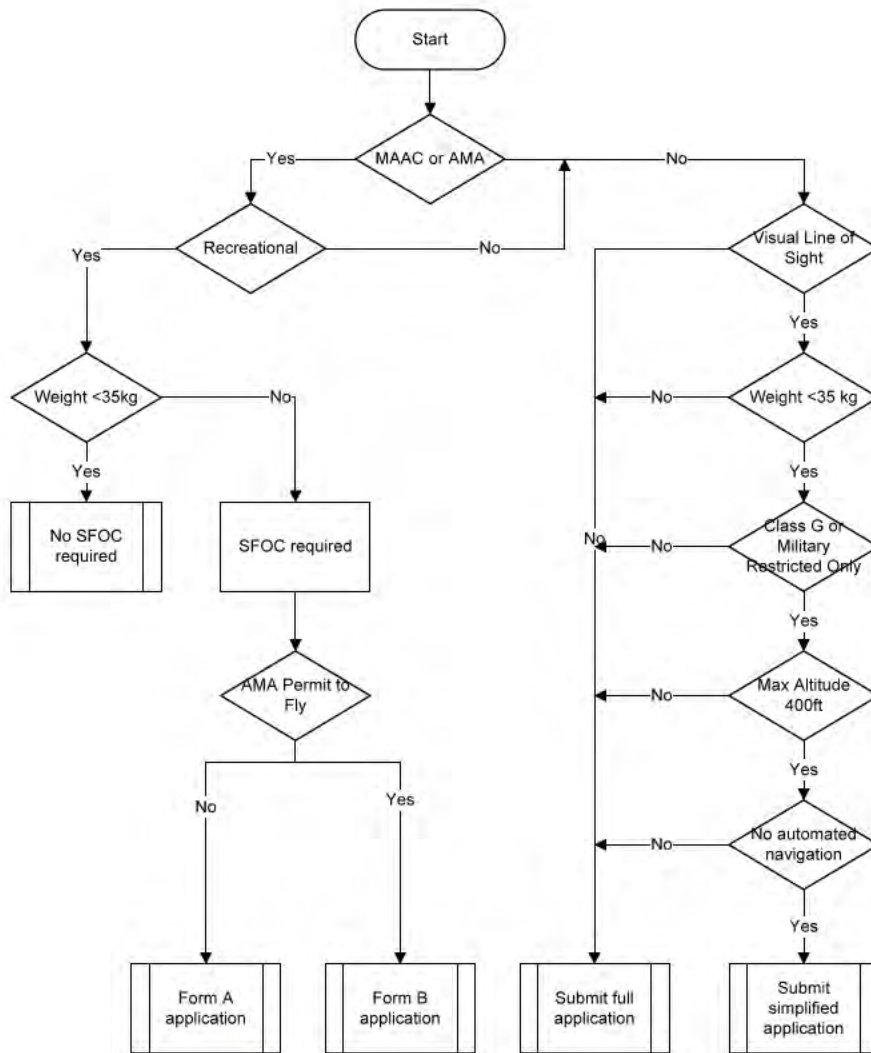 Start
MAAC or AMA
Yes
No
Recreational
Yes
No
Visual Line of
Sight
Yes
Weight <35kg
No
Weight <35 kg
No
Yes
Yes
No SFOC
required
SFOC required
No
Class G or
Military
Restricted Only
No
Yes
AMA Permit to
Fly
Max Altitude
400ft
No
Yes
No
Yes
No automated
navigation
No
Yes
Form A
application
Form B
application
Submit full
application
Submit
simplified
application